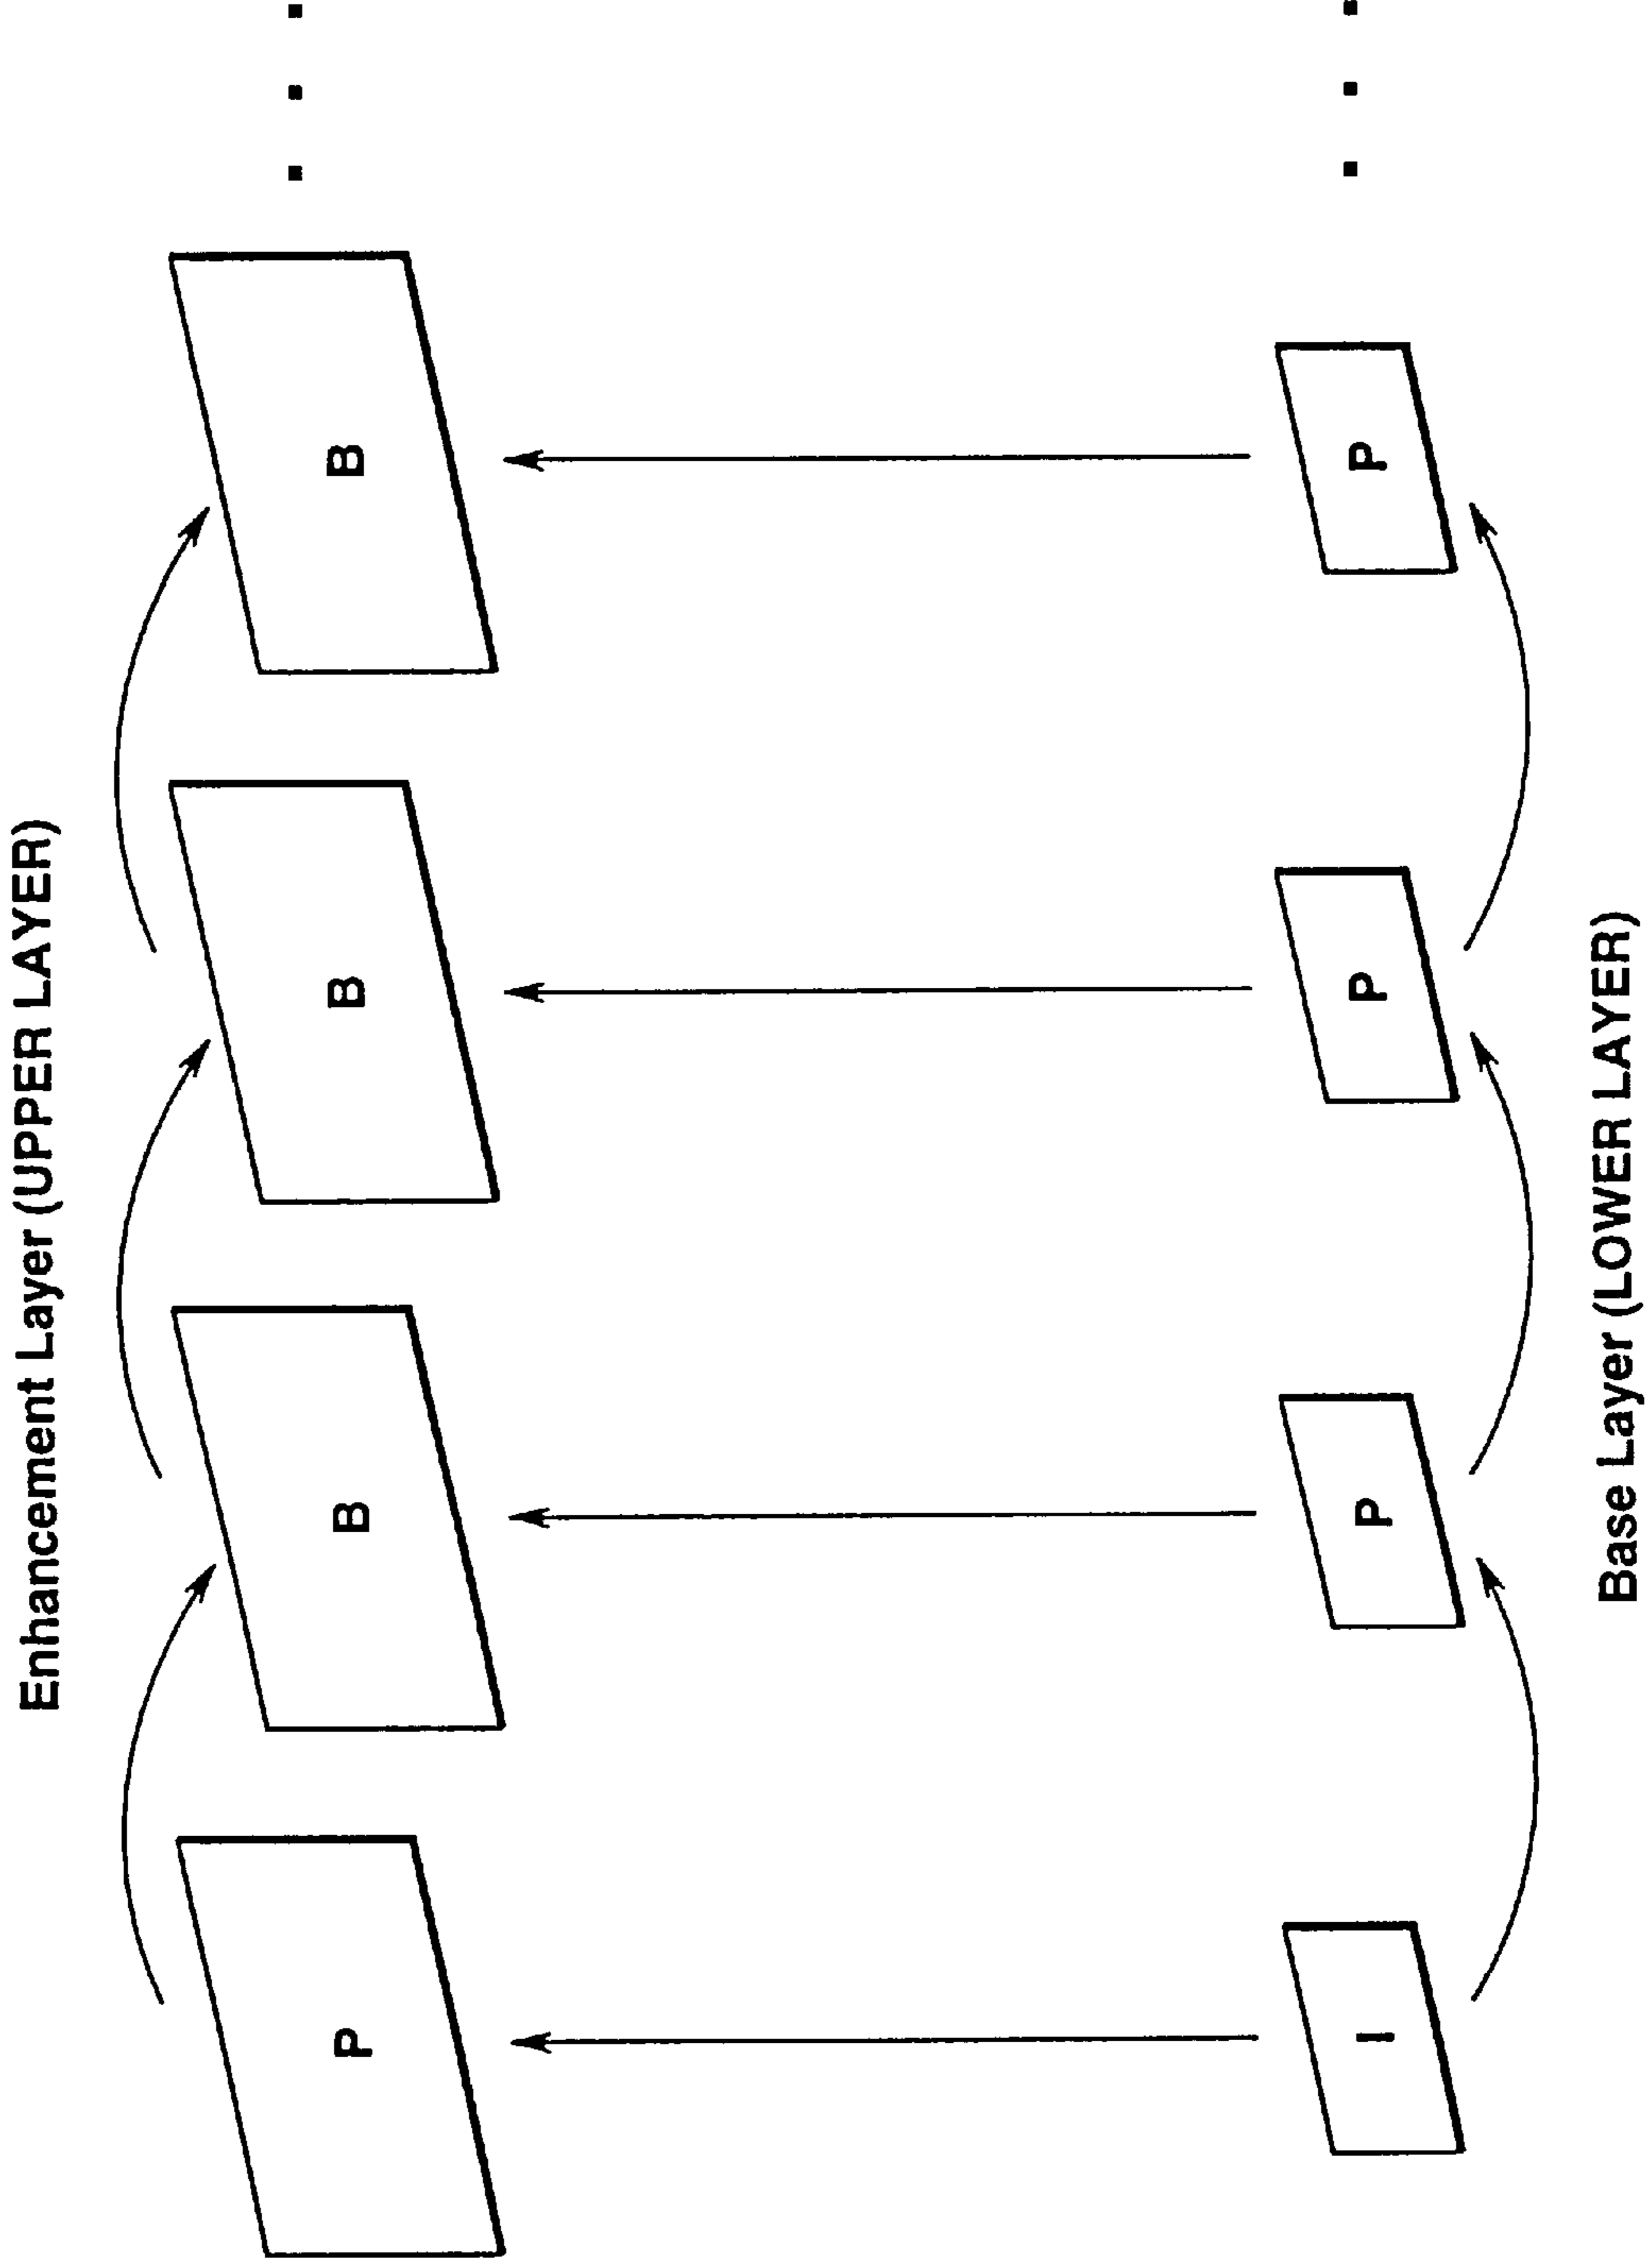 Enhancement Layer (UPPER LAYER)
P B B B
I P P P
Base Layer (LOWER LAYER)